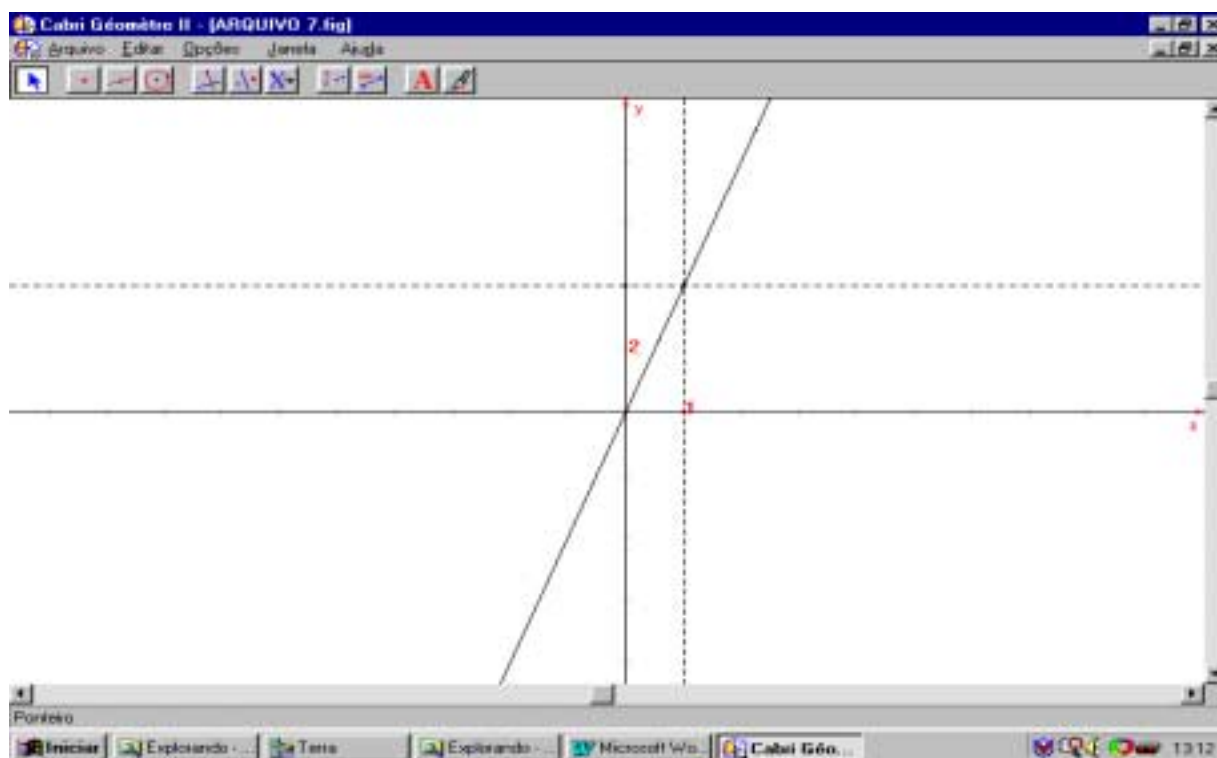 Cabri Géomètre II - [ARQUIVO 7.fig]
Arquivo Editar Opções Janela Ajuda
A
y
2
1
x
Ponteiro
Iniciar Explorando - ... Terra Explorando - ... Microsoft Wo... Cabri Géo... 13:12